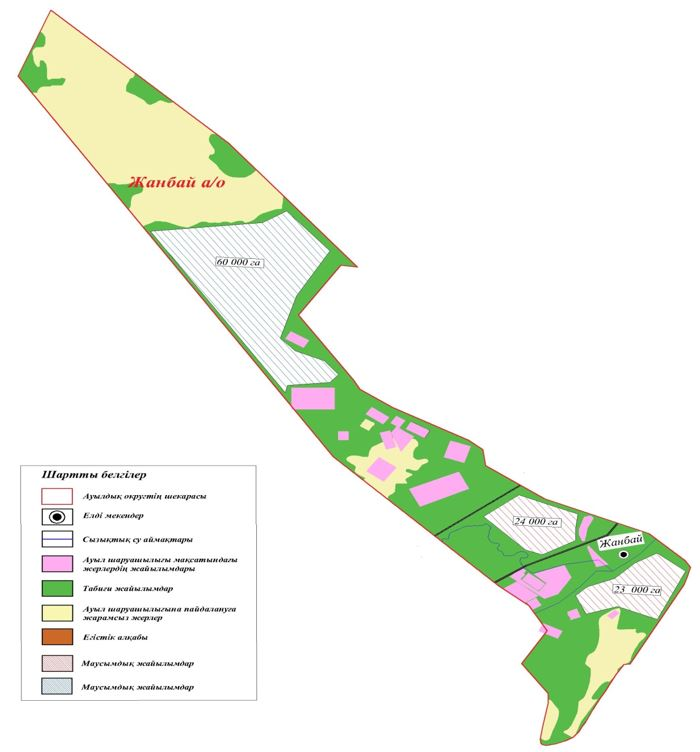 Жанбай а/о
60 000 га
24 000 га
Жанбай
23 000 га
Шартты белгілер
Ауылдық округтің шекарасы
Елді мекендер
Сызықтық су аймақтары
Ауыл шаруашылығы мақсатындағы
жерлердің жайылымдары
Табиғи жайылымдар
Ауыл шаруашылығына пайдалануға
жарамсыз жерлер
Егістік алқабы
Маусымдық жайылымдар
Маусымдық жайылымдар